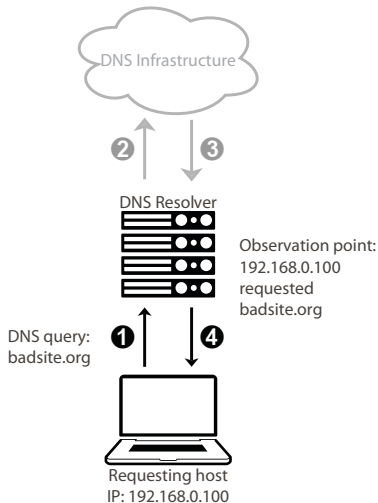 DNS Infrastructure
2
3
DNS Resolver
Observation point:
192.168.0.100
requested
badsite.org
DNS query:
badsite.org
1
4
Requesting host
IP: 192.168.0.100